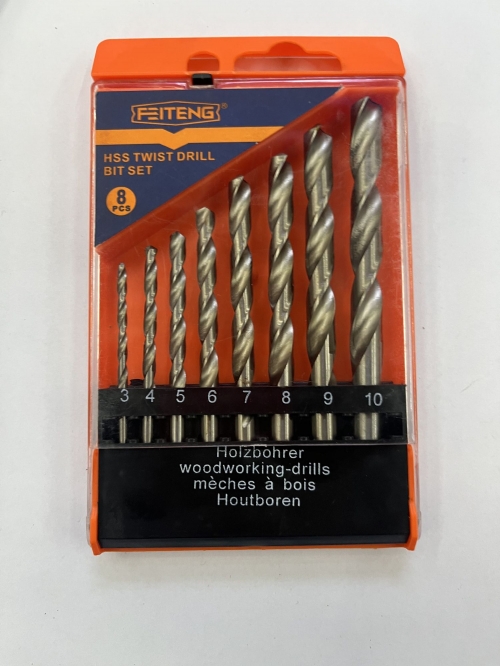 FEITENG®
HSS TWIST DRILL
BIT SET
8
PCS
3 4 5 6 7 8 9 10
Holzböhrer
woodworking-drills
mèches à bois
Houtboren